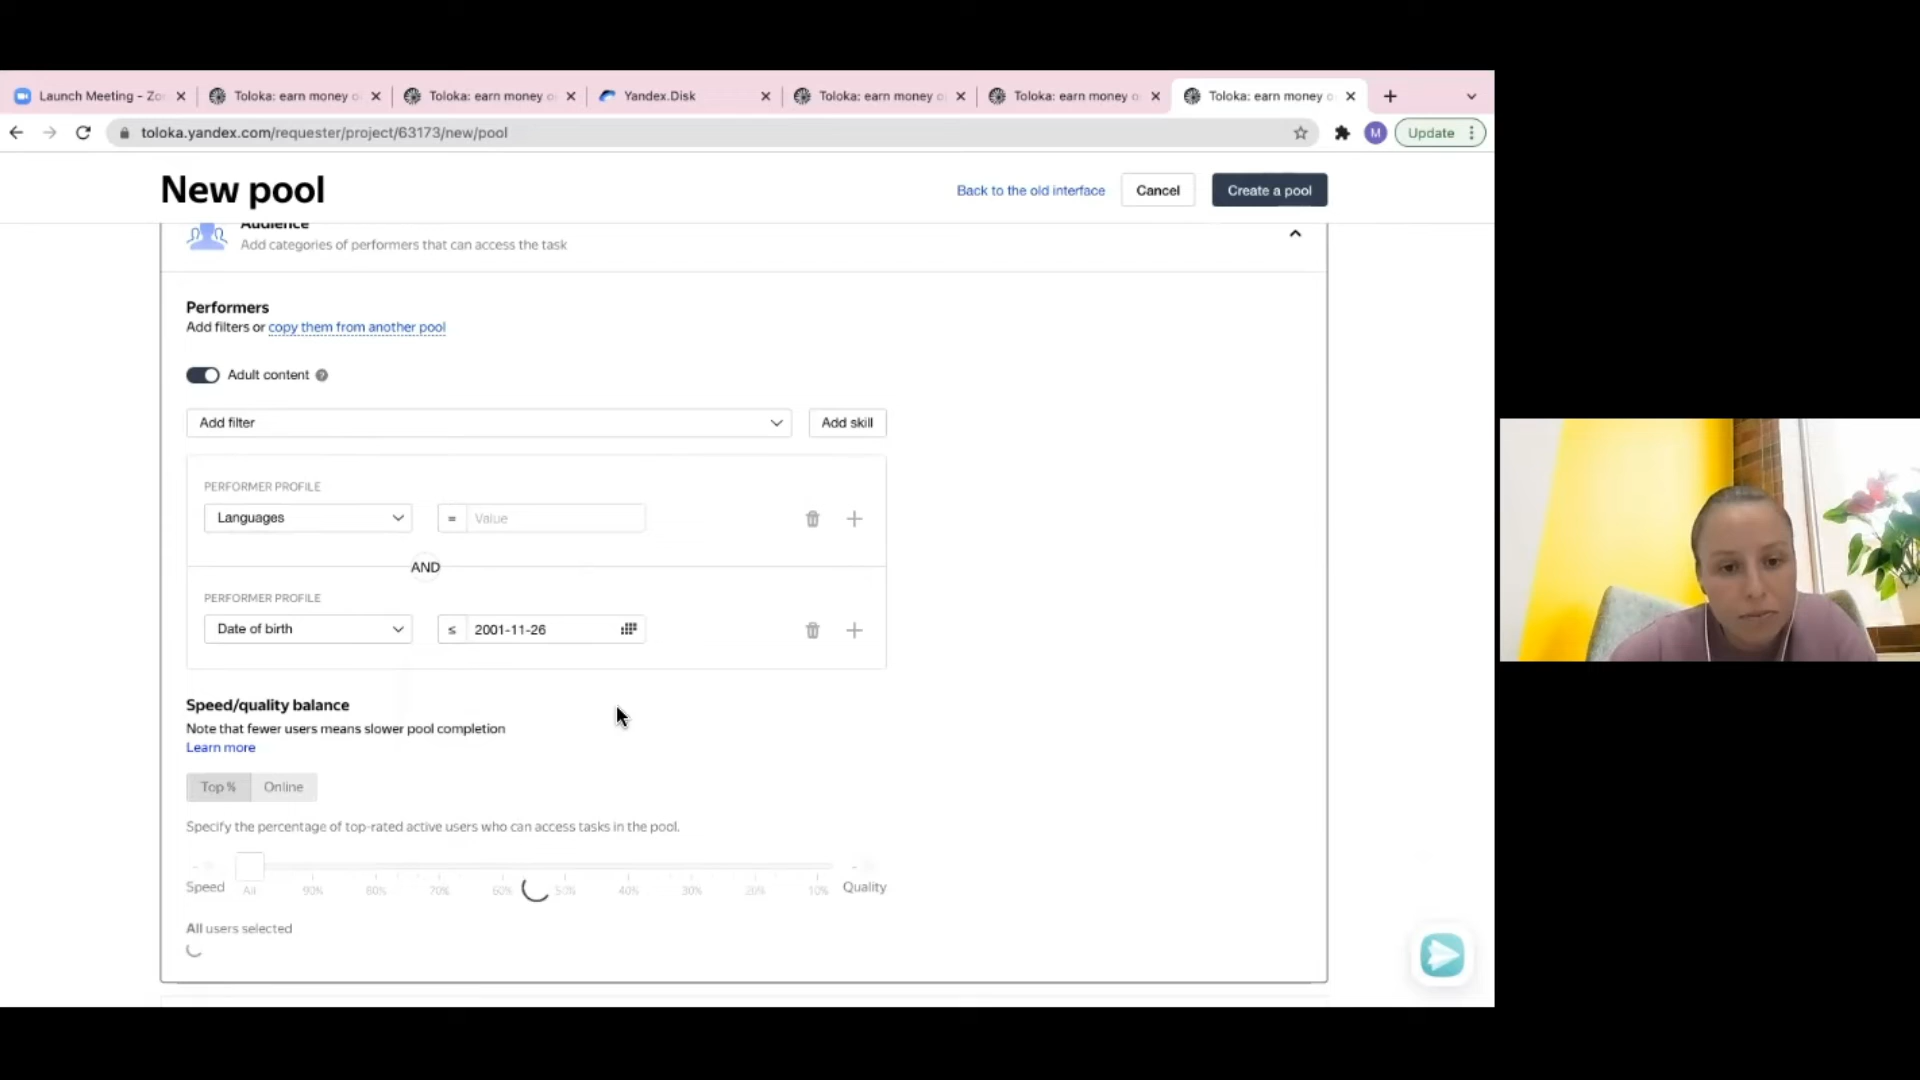 Launch Meeting - Zo
Toloka: earn money o
Toloka: earn money o
Yandex.Disk
Toloka: earn money o
Toloka: earn money o
Toloka: earn money o
toloka.yandex.com/requester/project/63173/new/pool
M
Update
New pool
Back to the old interface
Cancel
Create a pool
Audience
Add categories of performers that can access the task
Performers
Add filters or copy them from another pool
Adult content
Add filter
Add skill
PERFORMER PROFILE
Languages
= Value
AND
PERFORMER PROFILE
Date of birth
≤ 2001-11-26
Speed/quality balance
Note that fewer users means slower pool completion
Learn more
Top %
Online
Specify the percentage of top-rated active users who can access tasks in the pool.
Speed
All 90% 80% 70% 60% 50% 40% 30% 20% 10%
Quality
All users selected